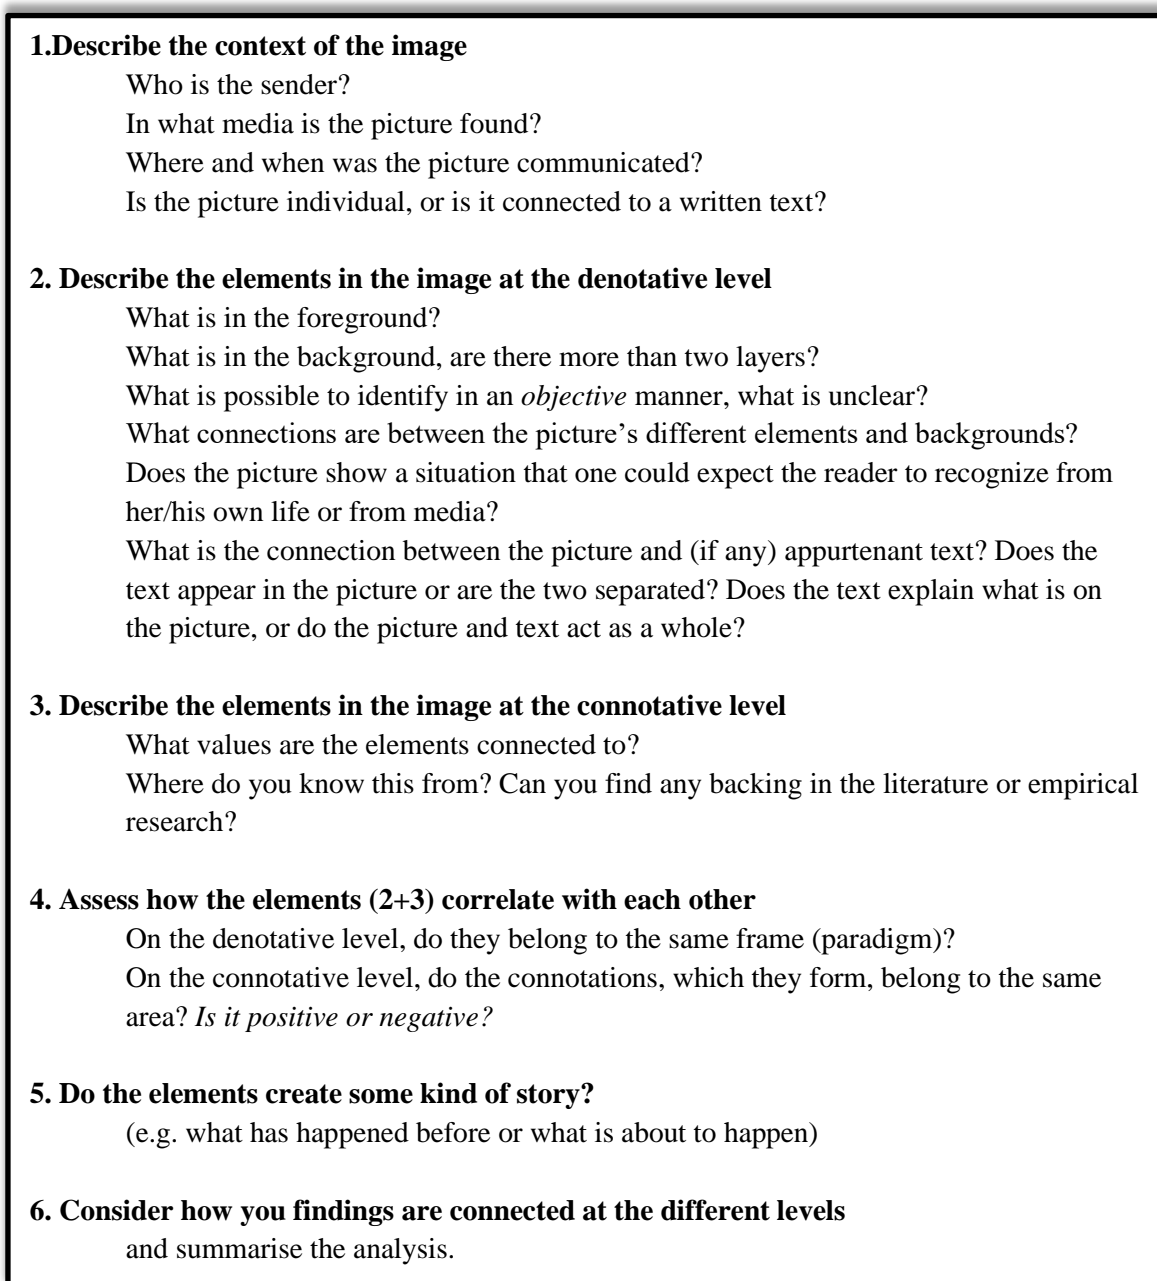 1.Describe the context of the image
Who is the sender?
In what media is the picture found?
Where and when was the picture communicated?
Is the picture individual, or is it connected to a written text?
2. Describe the elements in the image at the denotative level
What is in the foreground?
What is in the background, are there more than two layers?
What is possible to identify in an objective manner, what is unclear?
What connections are between the picture’s different elements and backgrounds?
Does the picture show a situation that one could expect the reader to recognize from
her/his own life or from media?
What is the connection between the picture and (if any) appurtenant text? Does the
text appear in the picture or are the two separated? Does the text explain what is on
the picture, or do the picture and text act as a whole?
3. Describe the elements in the image at the connotative level
What values are the elements connected to?
Where do you know this from? Can you find any backing in the literature or empirical
research?
4. Assess how the elements (2+3) correlate with each other
On the denotative level, do they belong to the same frame (paradigm)?
On the connotative level, do the connotations, which they form, belong to the same
area? Is it positive or negative?
5. Do the elements create some kind of story?
(e.g. what has happened before or what is about to happen)
6. Consider how you findings are connected at the different levels
and summarise the analysis.